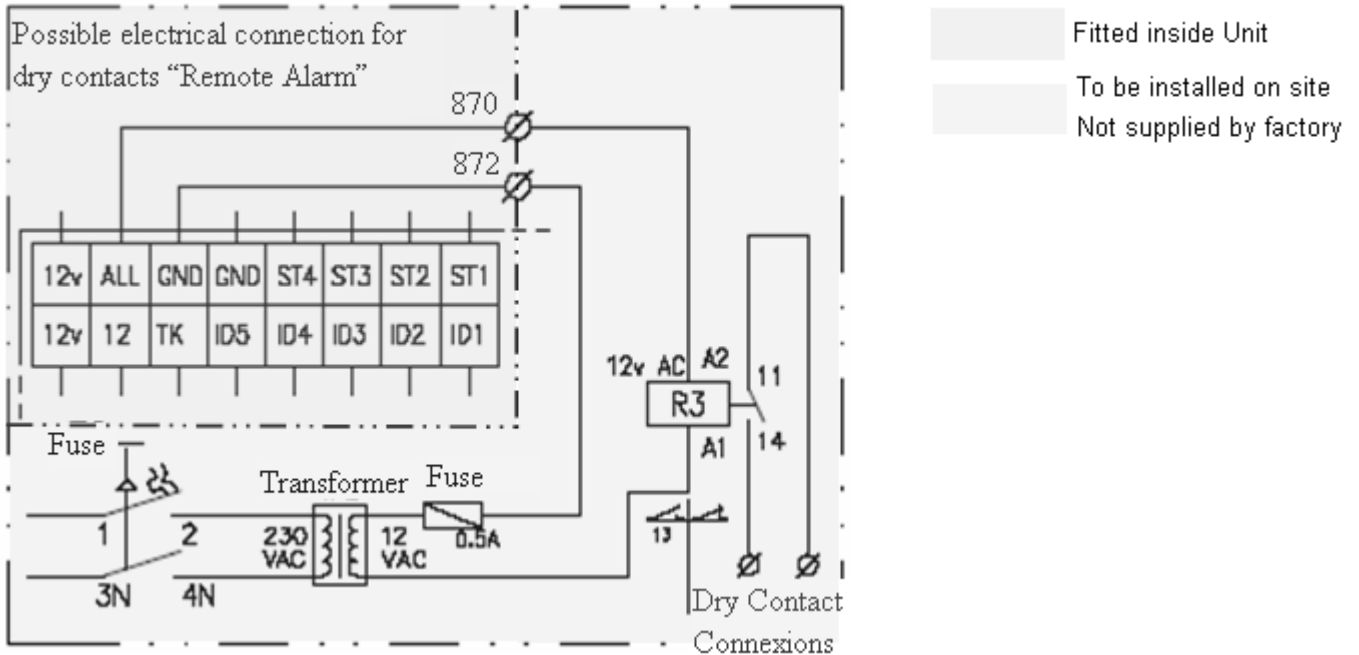 Possible electrical connection for
dry contacts “Remote Alarm”
870
872
12v ALL GND GND ST4 ST3 ST2 ST1
12v 12 TK ID5 ID4 ID3 ID2 ID1
12v AC A2
R3
A1
11
14
13
Fuse
1 2
3N 4N
Transformer
230
VAC
12
VAC
Fuse
0.5A
Dry Contact
Connexions
Fitted inside Unit
To be installed on site
Not supplied by factory